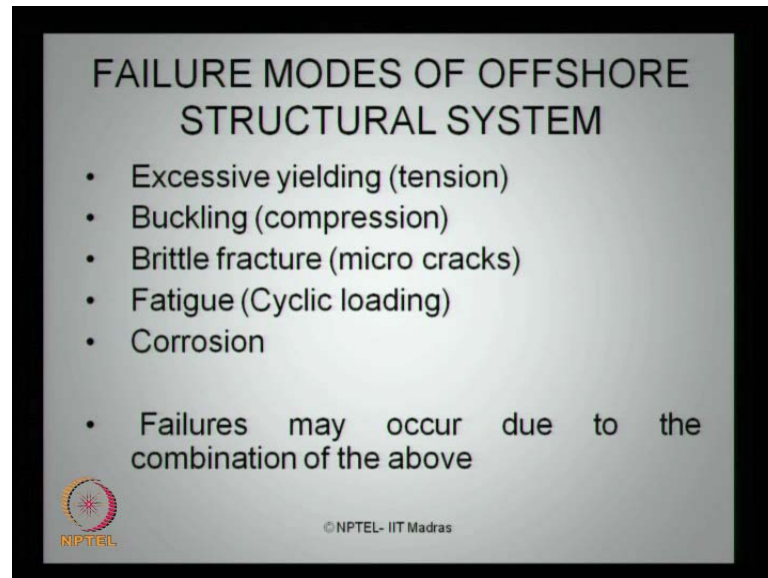 FAILURE MODES OF OFFSHORE
STRUCTURAL SYSTEM
• Excessive yielding (tension)
• Buckling (compression)
• Brittle fracture (micro cracks)
• Fatigue (Cyclic loading)
• Corrosion
• Failures may occur due to the
combination of the above
NPTEL
©NPTEL- IIT Madras